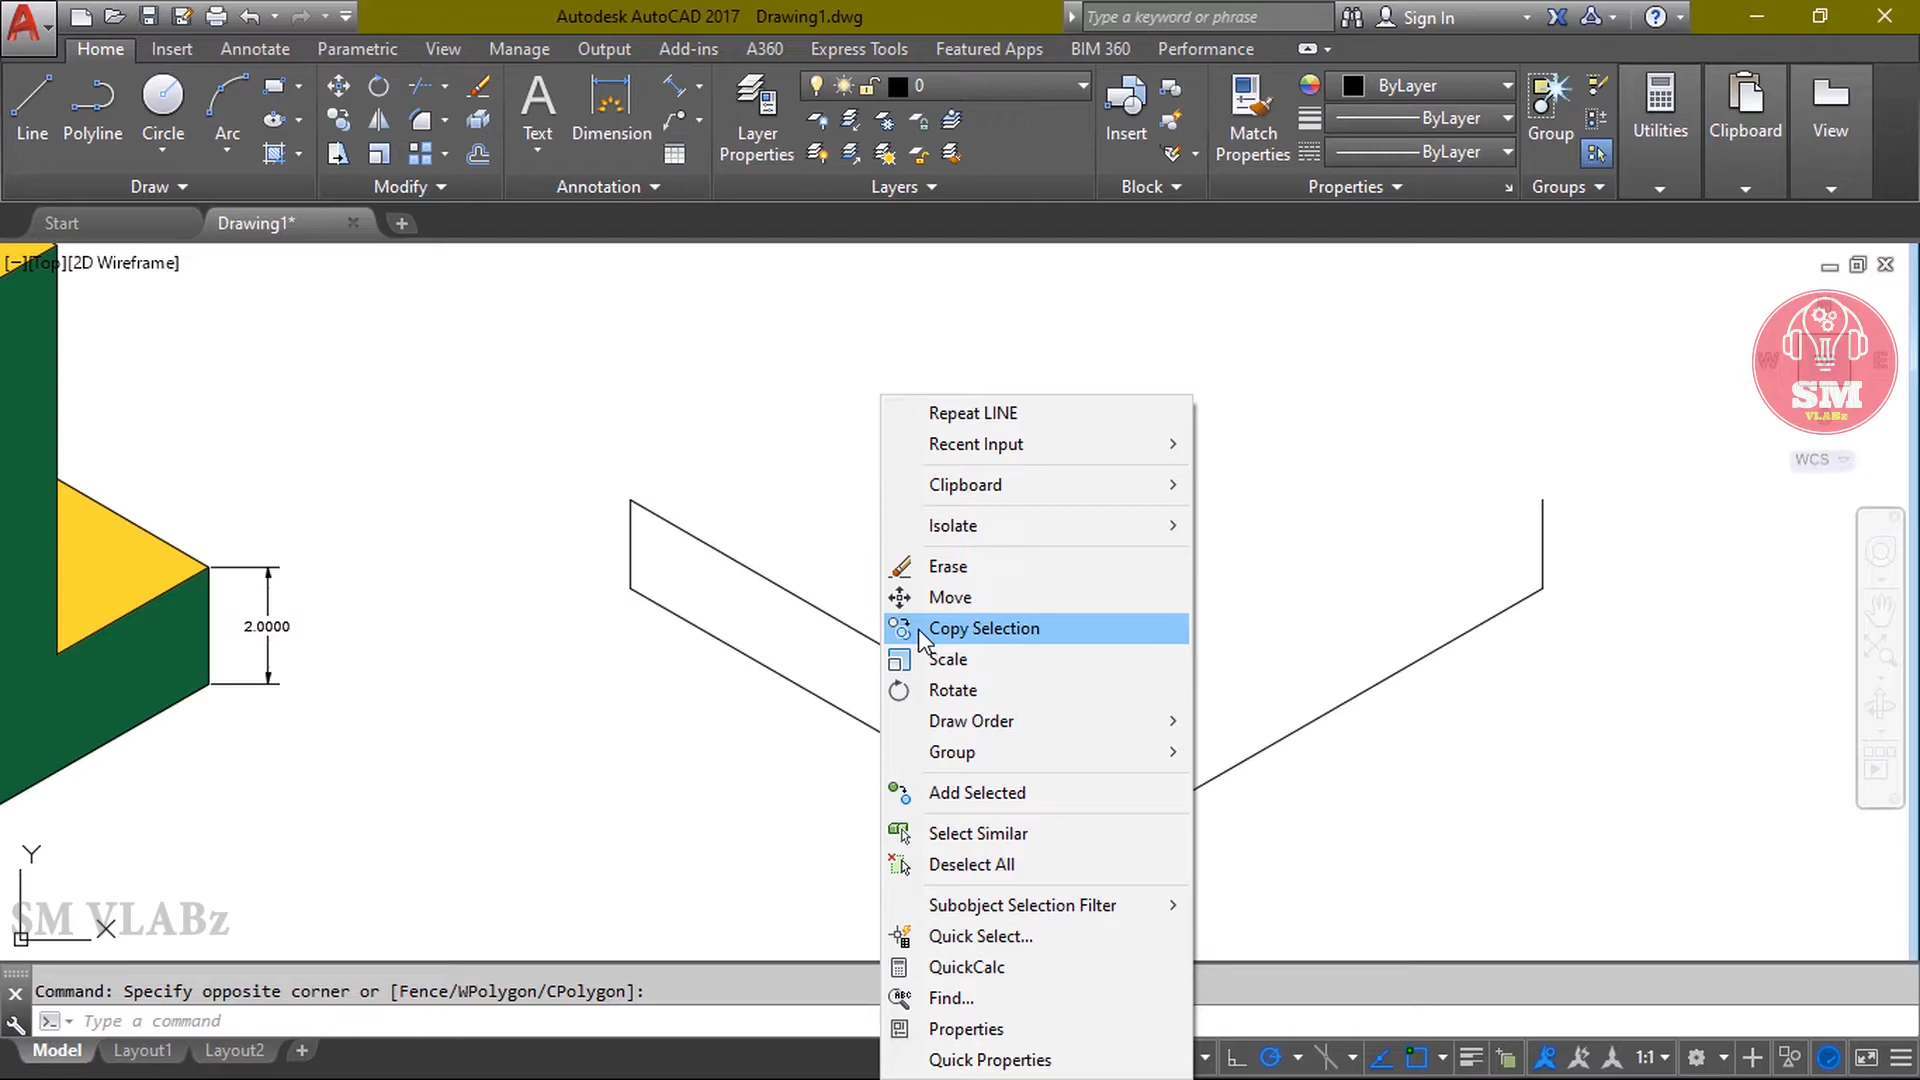 Autodesk AutoCAD 2017 Drawing1.dwg
Type a keyword or phrase
Sign In
Home Insert Annotate Parametric View Manage Output Add-ins A360 Express Tools Featured Apps BIM 360 Performance
Line Polyline Circle Arc
Text Dimension
Layer Properties
0
Insert
Match Properties
ByLayer
ByLayer
ByLayer
Group
Utilities
Clipboard
View
Draw Modify Annotation Layers Block Properties Groups
Start Drawing1*
[−][Top][2D Wireframe]
W E
SM
VLABz
WCS
2.0000
Repeat LINE
Recent Input
Clipboard
Isolate
Erase
Move
Copy Selection
Scale
Rotate
Draw Order
Group
Add Selected
Select Similar
Deselect All
Subobject Selection Filter
Quick Select...
QuickCalc
Find...
Properties
Quick Properties
Y
X
SM VLABz
Command: Specify opposite corner or [Fence/WPolygon/CPolygon]:
Type a command
Model Layout1 Layout2
1:1